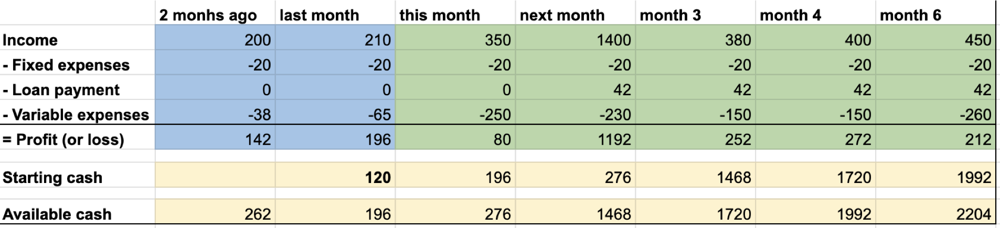 2 monhs ago last month this month next month month 3 month 4 month 6
Income 200 210 350 1400 380 400 450
- Fixed expenses -20 -20 -20 -20 -20 -20 -20
- Loan payment 0 0 0 42 42 42 42
- Variable expenses -38 -65 -250 -230 -150 -150 -260
= Profit (or loss) 142 196 80 1192 252 272 212
Starting cash 120 196 276 1468 1720 1992
Available cash 262 196 276 1468 1720 1992 2204